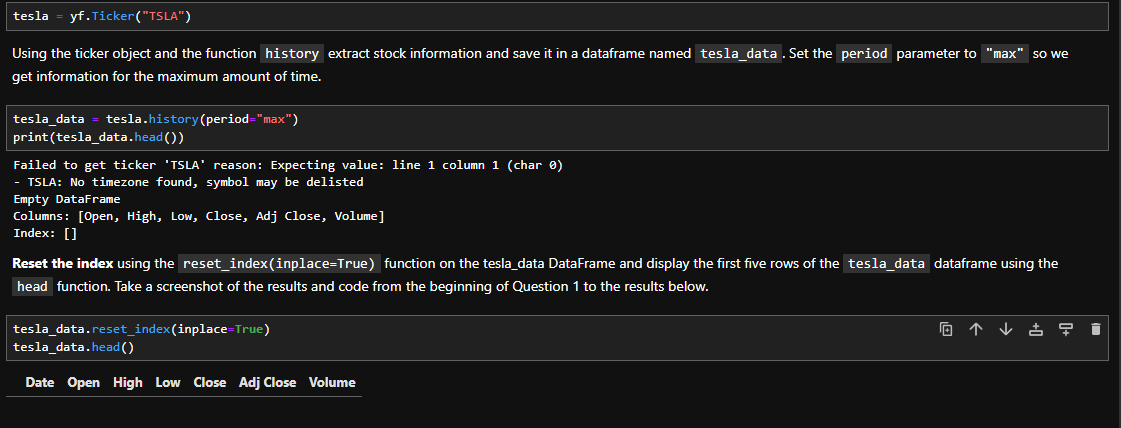 tesla = yf.Ticker("TSLA")
Using the ticker object and the function history extract stock information and save it in a dataframe named tesla_data. Set the period parameter to "max" so we
get information for the maximum amount of time.
tesla_data = tesla.history(period="max")
print(tesla_data.head())
Failed to get ticker 'TSLA' reason: Expecting value: line 1 column 1 (char 0)
- TSLA: No timezone found, symbol may be delisted
Empty DataFrame
Columns: [Open, High, Low, Close, Adj Close, Volume]
Index: []
Reset the index using the reset_index(inplace=True) function on the tesla_data DataFrame and display the first five rows of the tesla_data dataframe using the
head function. Take a screenshot of the results and code from the beginning of Question 1 to the results below.
tesla_data.reset_index(inplace=True)
tesla_data.head()
Date Open High Low Close Adj Close Volume